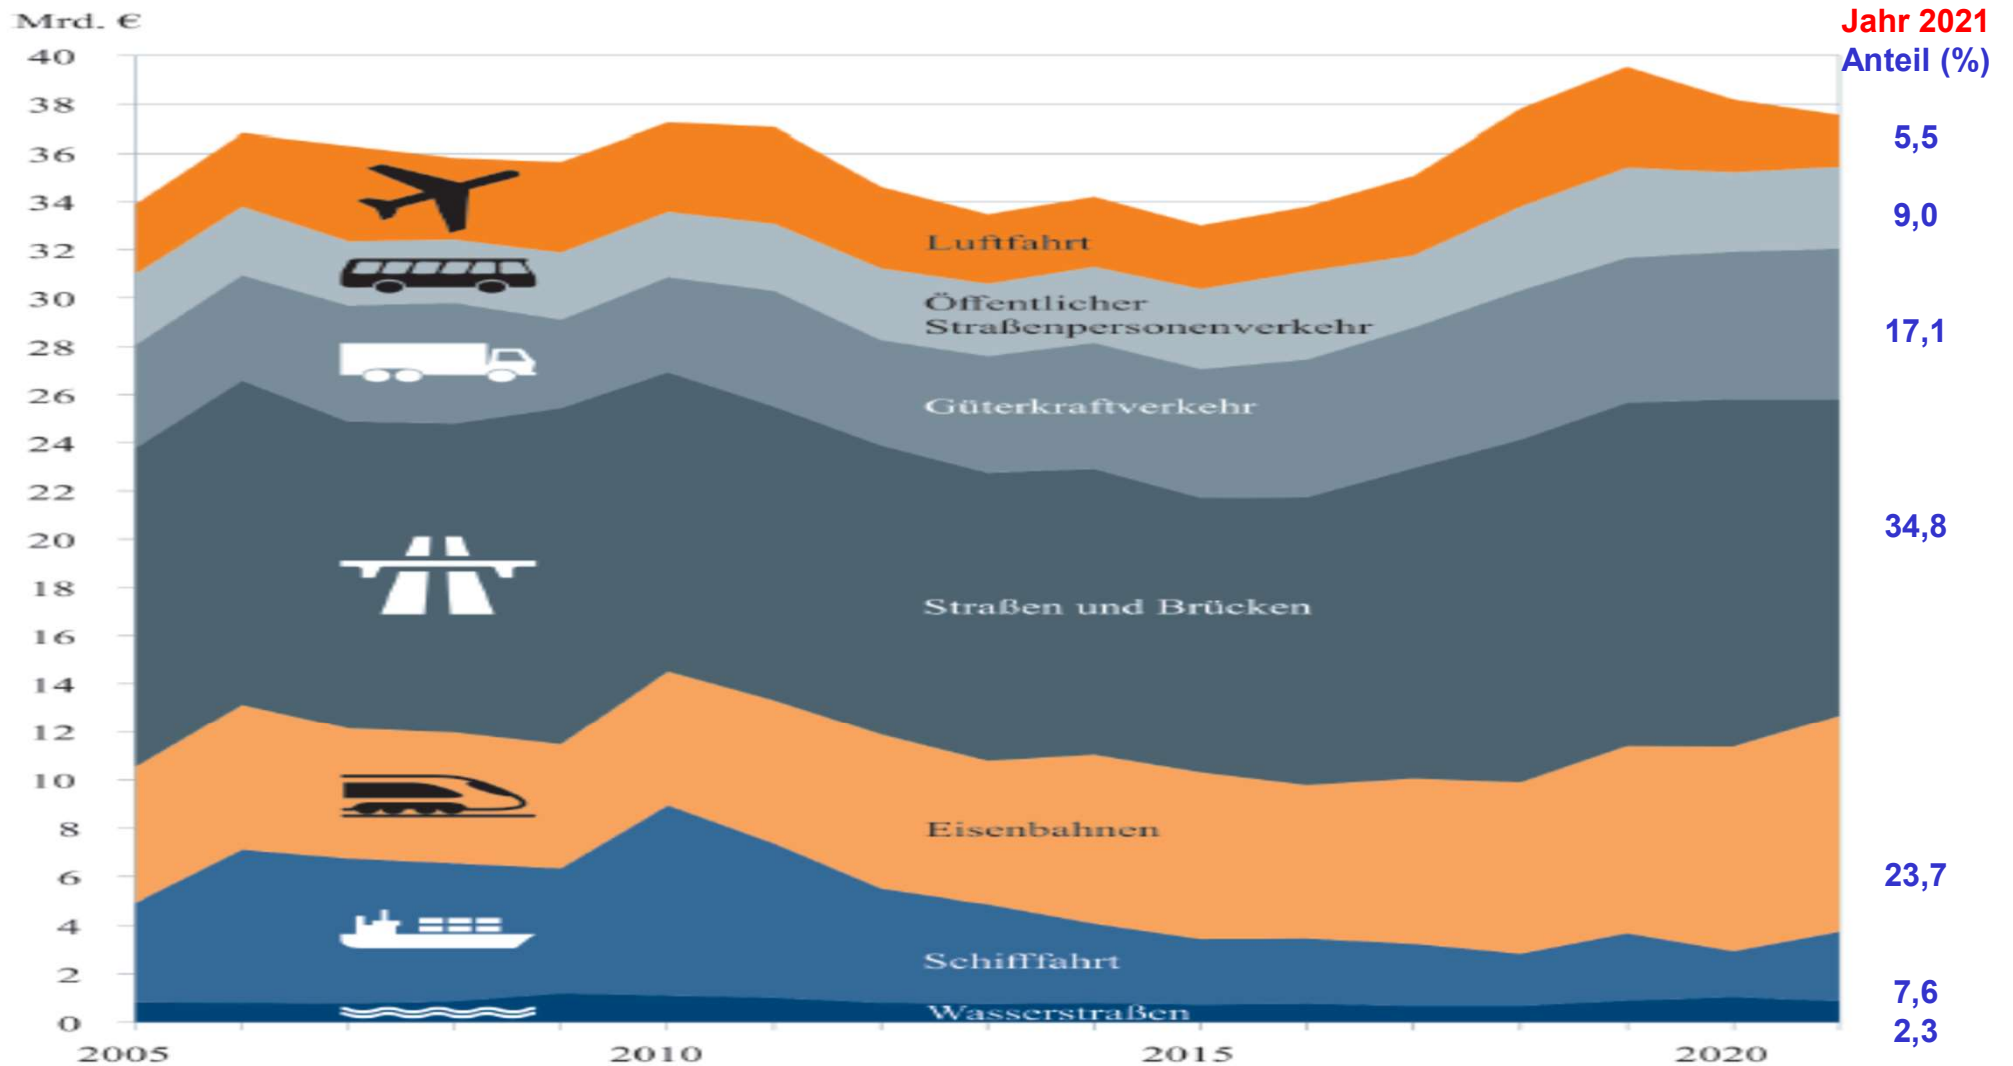 Mrd. €
Jahr 2021
Anteil (%)
40
38
36
34
32
30
28
26
24
22
20
18
16
14
12
10
8
6
4
2
0
Luftfahrt
Öffentlicher
Straßenpersonenverkehr
Güterkraftverkehr
Straßen und Brücken
Eisenbahnen
Schifffahrt
Wasserstraßen
5,5
9,0
17,1
34,8
23,7
7,6
2,3
2005
2010
2015
2020